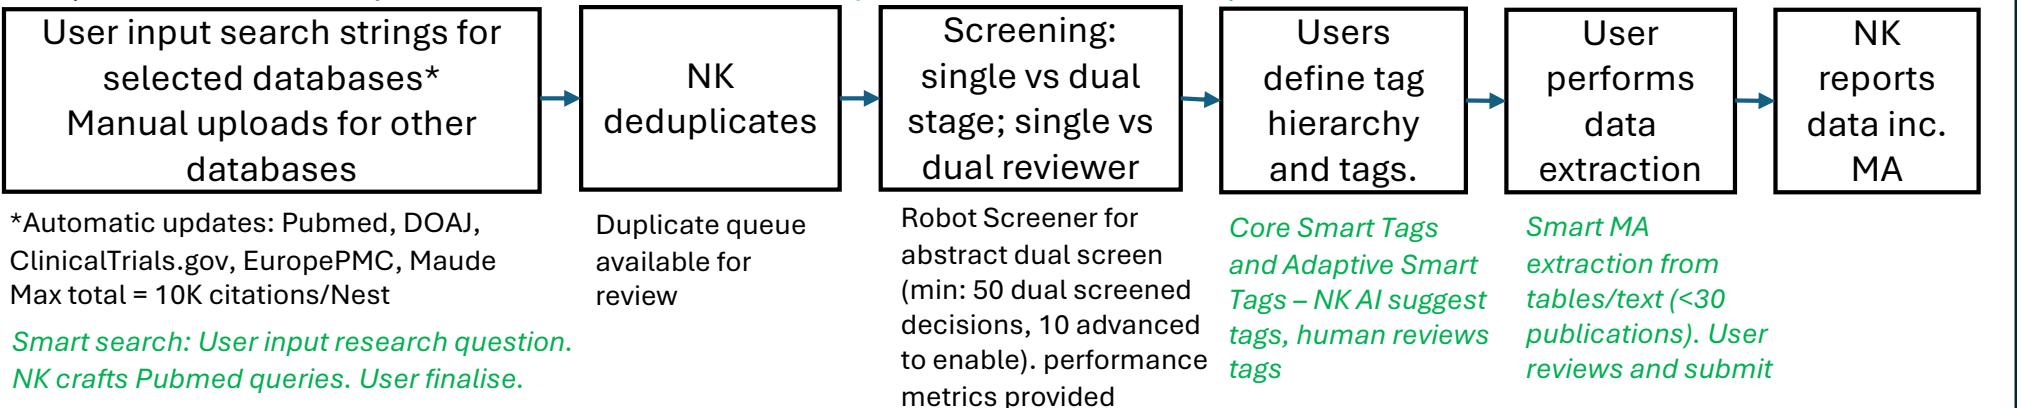 User input search strings for
selected databases*
Manual uploads for other
databases
NK
deduplicates
Screening:
single vs dual
stage; single vs
dual reviewer
Users
define tag
hierarchy
and tags.
User
performs
data
extraction
NK
reports
data inc.
MA
*Automatic updates: Pubmed, DOAJ,
ClinicalTrials.gov, EuropePMC, Maude
Max total = 10K citations/Nest
Smart search: User input research question.
NK crafts Pubmed queries. User finalise.
Duplicate queue
available for
review
Robot Screener for
abstract dual screen
(min: 50 dual screened
decisions, 10 advanced
to enable). performance
metrics provided
Core Smart Tags
and Adaptive Smart
Tags – NK AI suggest
tags, human reviews
tags
Smart MA
extraction from
tables/text (<30
publications). User
reviews and submit